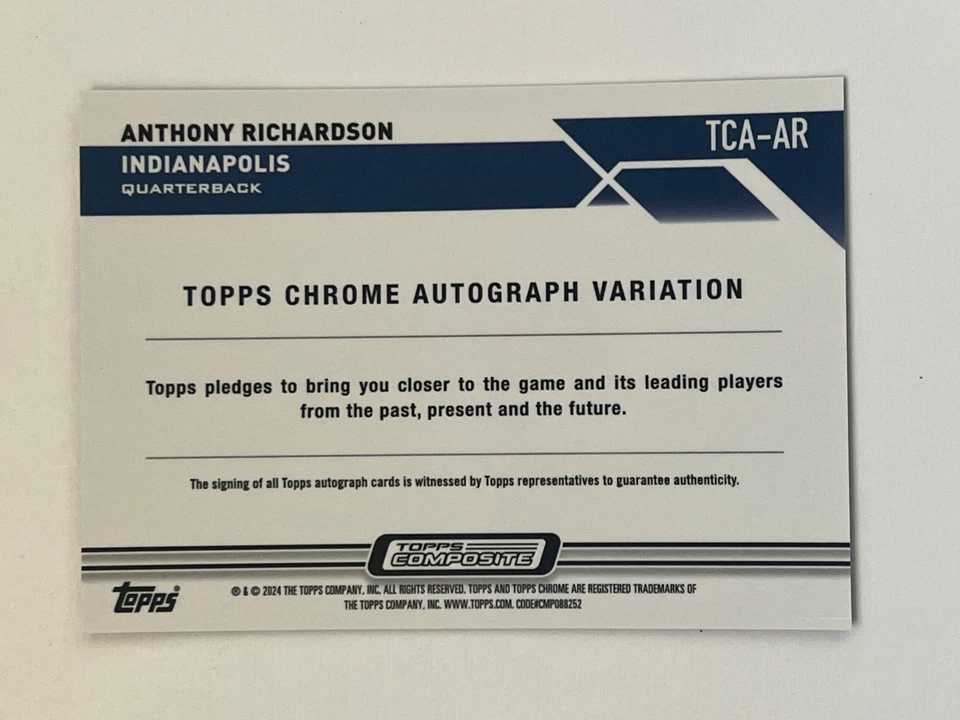 ANTHONY RICHARDSON
INDIANAPOLIS
QUARTERBACK
TCA-AR
TOPPS CHROME AUTOGRAPH VARIATION
Topps pledges to bring you closer to the game and its leading players
from the past, present and the future.
The signing of all Topps autograph cards is witnessed by Topps representatives to guarantee authenticity.
TOPPS
COMPOSITE
topps®
® & © 2024 THE TOPPS COMPANY, INC. ALL RIGHTS RESERVED. TOPPS AND TOPPS CHROME ARE REGISTERED TRADEMARKS OF
THE TOPPS COMPANY, INC. WWW.TOPPS.COM. CODE#CMP088252